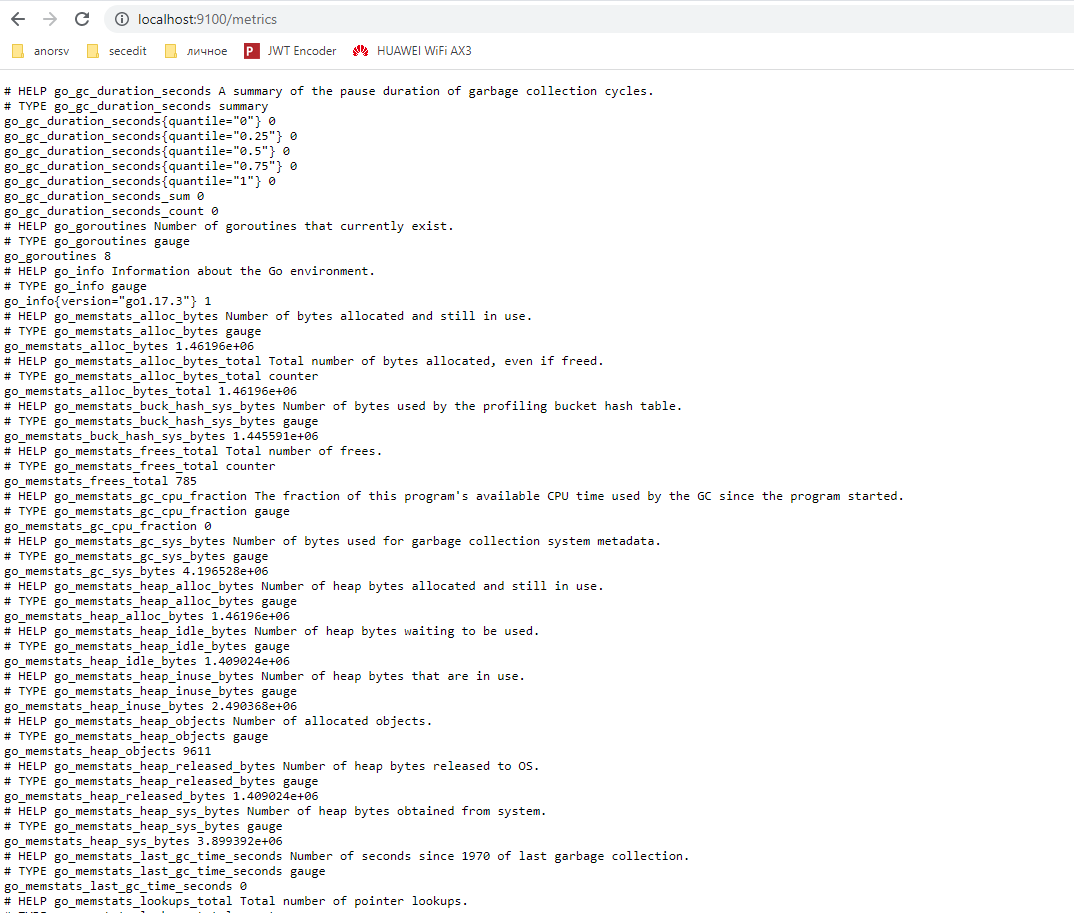 localhost:9100/metrics
anorsv secedit личное P JWT Encoder HUAWEI WiFi AX3
# HELP go_gc_duration_seconds A summary of the pause duration of garbage collection cycles.
# TYPE go_gc_duration_seconds summary
go_gc_duration_seconds{quantile="0"} 0
go_gc_duration_seconds{quantile="0.25"} 0
go_gc_duration_seconds{quantile="0.5"} 0
go_gc_duration_seconds{quantile="0.75"} 0
go_gc_duration_seconds{quantile="1"} 0
go_gc_duration_seconds_sum 0
go_gc_duration_seconds_count 0
# HELP go_goroutines Number of goroutines that currently exist.
# TYPE go_goroutines gauge
go_goroutines 8
# HELP go_info Information about the Go environment.
# TYPE go_info gauge
go_info{version="go1.17.3"} 1
# HELP go_memstats_alloc_bytes Number of bytes allocated and still in use.
# TYPE go_memstats_alloc_bytes gauge
go_memstats_alloc_bytes 1.46196e+06
# HELP go_memstats_alloc_bytes_total Total number of bytes allocated, even if freed.
# TYPE go_memstats_alloc_bytes_total counter
go_memstats_alloc_bytes_total 1.46196e+06
# HELP go_memstats_buck_hash_sys_bytes Number of bytes used by the profiling bucket hash table.
# TYPE go_memstats_buck_hash_sys_bytes gauge
go_memstats_buck_hash_sys_bytes 1.445591e+06
# HELP go_memstats_frees_total Total number of frees.
# TYPE go_memstats_frees_total counter
go_memstats_frees_total 785
# HELP go_memstats_gc_cpu_fraction The fraction of this program's available CPU time used by the GC since the program started.
# TYPE go_memstats_gc_cpu_fraction gauge
go_memstats_gc_cpu_fraction 0
# HELP go_memstats_gc_sys_bytes Number of bytes used for garbage collection system metadata.
# TYPE go_memstats_gc_sys_bytes gauge
go_memstats_gc_sys_bytes 4.196528e+06
# HELP go_memstats_heap_alloc_bytes Number of heap bytes allocated and still in use.
# TYPE go_memstats_heap_alloc_bytes gauge
go_memstats_heap_alloc_bytes 1.46196e+06
# HELP go_memstats_heap_idle_bytes Number of heap bytes waiting to be used.
# TYPE go_memstats_heap_idle_bytes gauge
go_memstats_heap_idle_bytes 1.409024e+06
# HELP go_memstats_heap_inuse_bytes Number of heap bytes that are in use.
# TYPE go_memstats_heap_inuse_bytes gauge
go_memstats_heap_inuse_bytes 2.490368e+06
# HELP go_memstats_heap_objects Number of allocated objects.
# TYPE go_memstats_heap_objects gauge
go_memstats_heap_objects 9611
# HELP go_memstats_heap_released_bytes Number of heap bytes released to OS.
# TYPE go_memstats_heap_released_bytes gauge
go_memstats_heap_released_bytes 1.409024e+06
# HELP go_memstats_heap_sys_bytes Number of heap bytes obtained from system.
# TYPE go_memstats_heap_sys_bytes gauge
go_memstats_heap_sys_bytes 3.899392e+06
# HELP go_memstats_last_gc_time_seconds Number of seconds since 1970 of last garbage collection.
# TYPE go_memstats_last_gc_time_seconds gauge
go_memstats_last_gc_time_seconds 0
# HELP go_memstats_lookups_total Total number of pointer lookups.